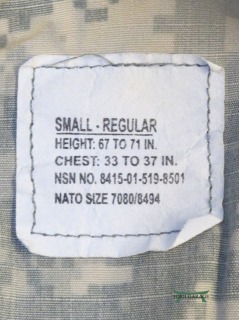 SMALL - REGULAR
HEIGHT: 67 TO 71 IN.
CHEST: 33 TO 37 IN.
NSN NO. 8415-01-519-8501
NATO SIZE 7080/8494